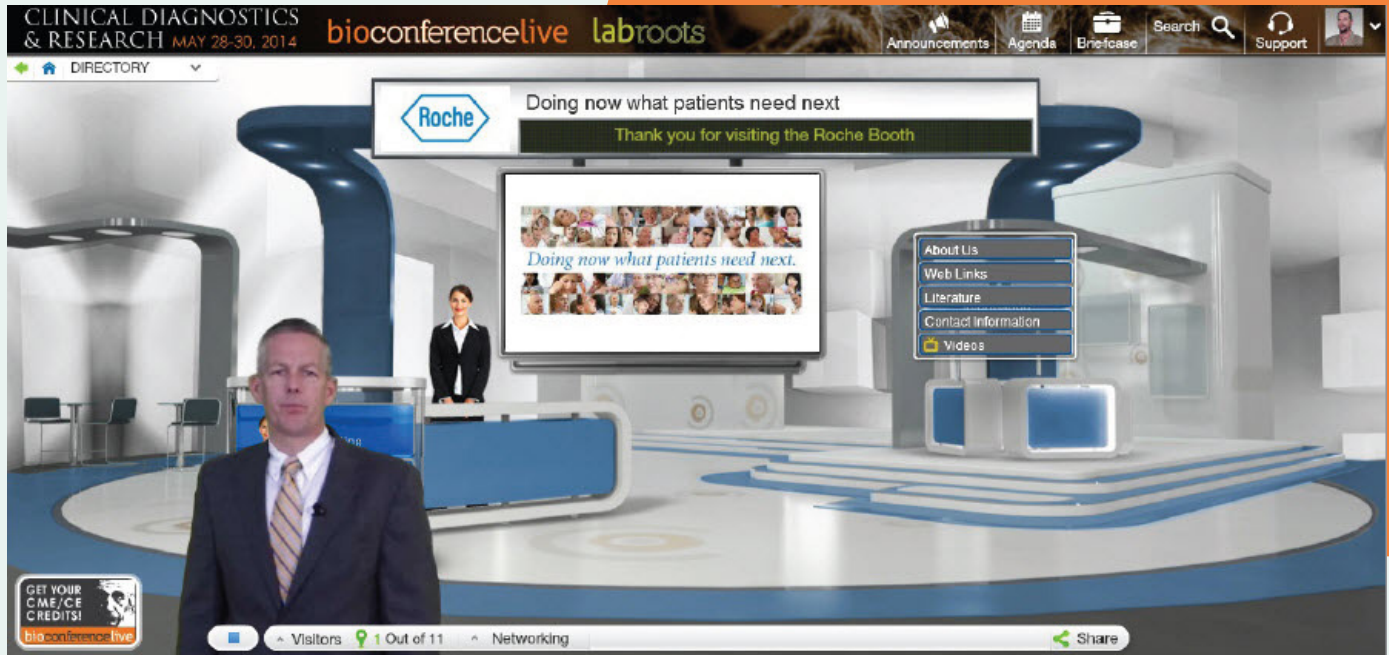 CLINICAL DIAGNOSTICS
& RESEARCH MAY 28-30, 2014
bioconferencelive labroots
Announcements
Agenda
Briefcase
Search
Support
DIRECTORY
Roche
Doing now what patients need next
Thank you for visiting the Roche Booth
Doing now what patients need next.
About Us
Web Links
Literature
Contact Information
Videos
GET YOUR
CME/CE
CREDITS!
bioconferencelive
Visitors 1 Out of 11 Networking
Share